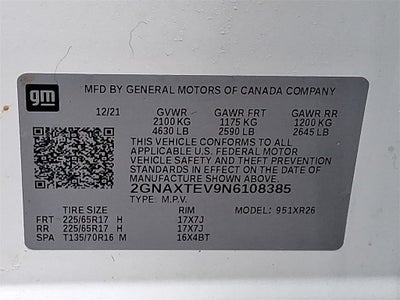 gm
MFD BY GENERAL MOTORS OF CANADA COMPANY
12/21 GVWR GAWR FRT GAWR RR
2100 KG 1175 KG 1200 KG
4630 LB 2590 LB 2645 LB
THIS VEHICLE CONFORMS TO ALL APPLICABLE
U.S. FEDERAL MOTOR
VEHICLE SAFETY, BUMPER, AND THEFT PREVENTION
STANDARDS IN EFFECT ON THE DATE OF
MANUFACTURE SHOWN ABOVE.
2GNAXTEV9N6108385
TYPE: M.P.V.
TIRE SIZE RIM MODEL: 951XR26
FRT 225/65R17 H 17X7J
RR 225/65R17 H 17X7J
SPA T135/70R16 M 16X4BT